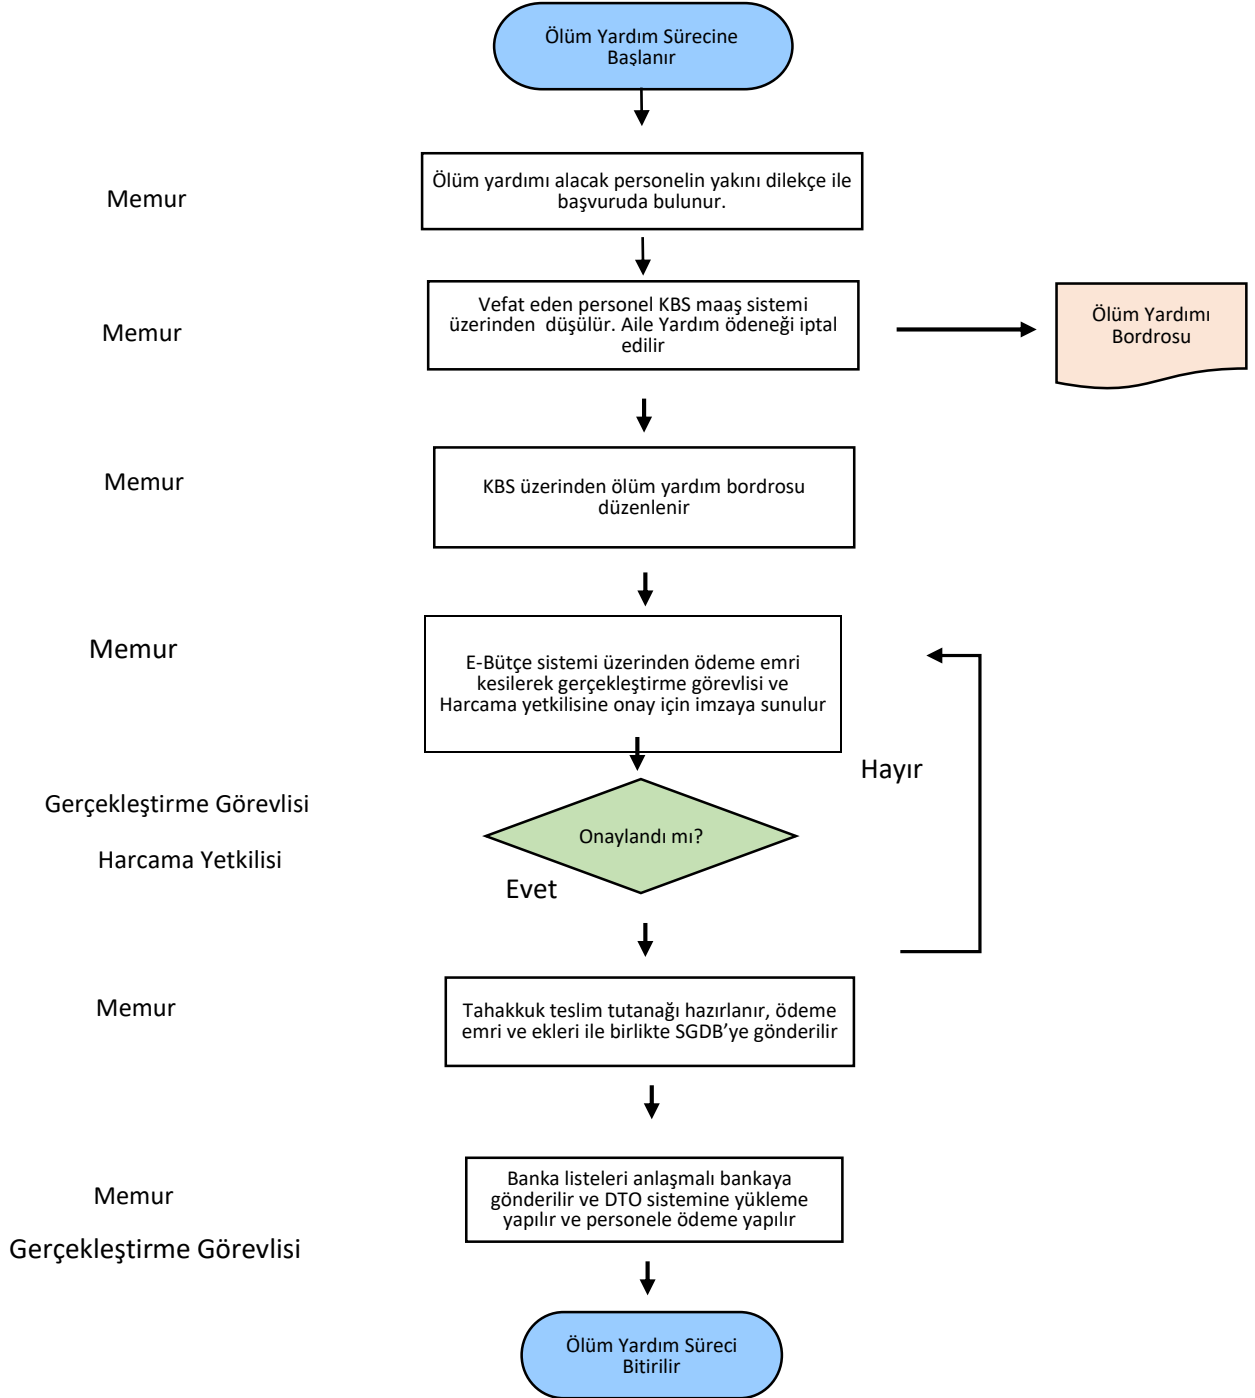 Ölüm Yardım Sürecine
Başlanır
Memur
Ölüm yardımı alacak personelin yakını dilekçe ile
başvuruda bulunur.
Memur
Vefat eden personel KBS maaş sistemi
üzerinden düşülür. Aile Yardım ödeneği iptal
edilir
Ölüm Yardımı
Bordrosu
Memur
KBS üzerinden ölüm yardım bordrosu
düzenlenir
Memur
E-Bütçe sistemi üzerinden ödeme emri
kesilerek gerçekleştirme görevlisi ve
Harcama yetkilisine onay için imzaya sunulur
Hayır
Gerçekleştirme Görevlisi
Harcama Yetkilisi
Onaylandı mı?
Evet
Memur
Tahakkuk teslim tutanağı hazırlanır, ödeme
emri ve ekleri ile birlikte SGDB’ye gönderilir
Memur
Gerçekleştirme Görevlisi
Banka listeleri anlaşmalı bankaya
gönderilir ve DTO sistemine yükleme
yapılır ve personele ödeme yapılır
Ölüm Yardım Süreci
Bitirilir